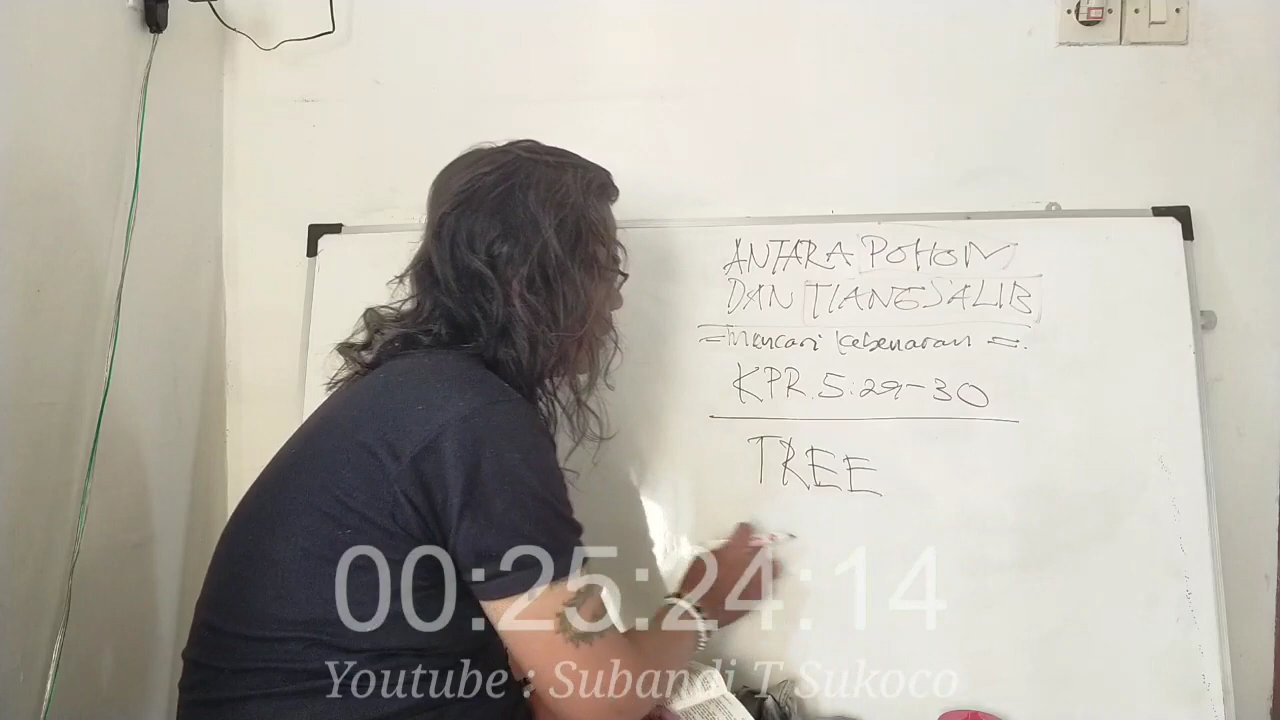 ANTARA POHON
DAN TIANG SALIB
=Mencari kebenaran =.
KPR. 5:29-30
TREE
00:25:24:14
Youtube : Subandi T Sukoco